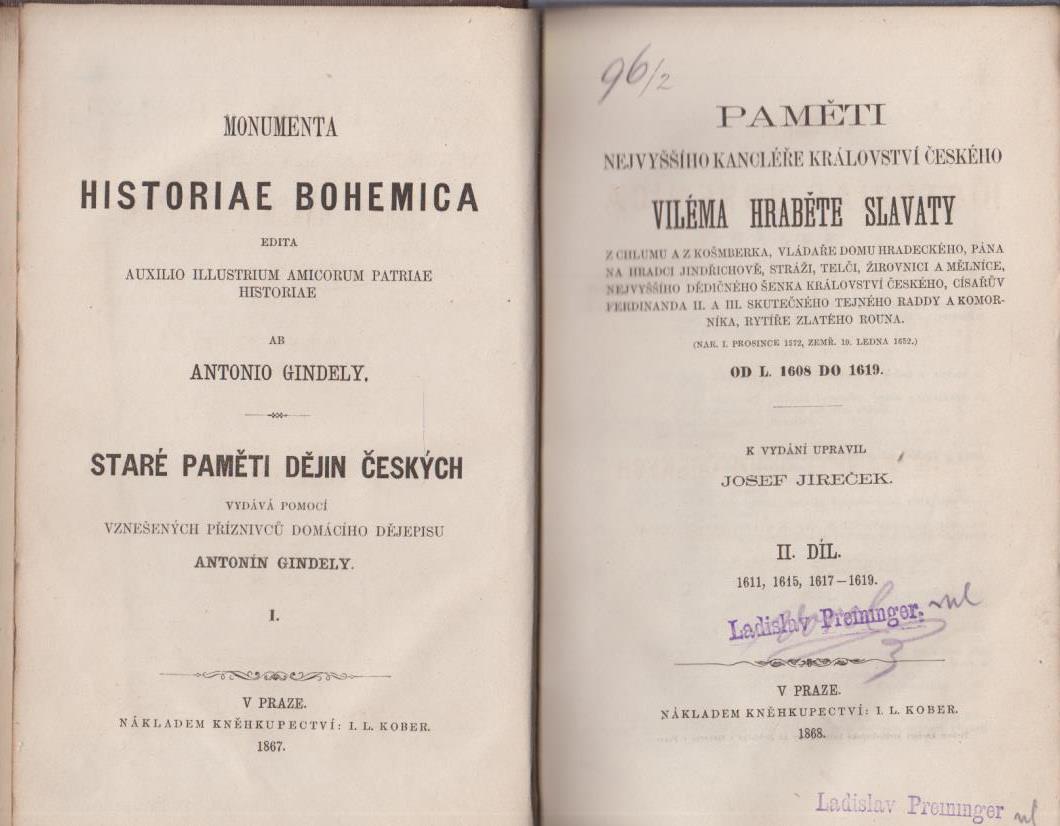 MONUMENTA
HISTORIAE BOHEMICA
EDITA
AUXILIO ILLUSTRIUM AMICORUM PATRIAE
HISTORIAE
AB
ANTONIO GINDELY.
STARÉ PAMĚTI DĚJIN ČESKÝCH
VYDÁVÁ POMOCÍ
VZNEŠENÝCH PŘÍZNIVCŮ DOMÁCÍHO DĚJEPISU
ANTONÍN GINDELY.
I.
V PRAZE.
NÁKLADEM KNĚHKUPECTVÍ: I. L. KOBER.
1867.
96/2
PAMĚTI
NEJVYŠŠÍHO KANCLÉŘE KRÁLOVSTVÍ ČESKÉHO
VILÉMA HRABĚTE SLAVATY
Z CHLUMU A Z KOŠMBERKA, VLÁDAŘE DOMU HRADECKÉHO, PÁNA
NA HRADCI JINDŘICHOVĚ, STRÁŽI, TELČI, ŽIROVNICI A MĚLNÍCE,
NEJVYŠŠÍHO DĚDIČNÉHO ŠENKA KRÁLOVSTVÍ ČESKÉHO, CÍSAŘŮV
FERDINANDA II. A III. SKUTEČNÉHO TEJNÉHO RADDY A KOMOR-
NÍKA, RYTÍŘE ZLATÉHO ROUNA.
(NAR. 1. PROSINCE 1572, ZEMŘ. 19. LEDNA 1652.)
OD L. 1608 DO 1619.
K VYDÁNÍ UPRAVIL
JOSEF JIREČEK.
II. DÍL.
1611, 1615, 1617–1619.
Ladislav Preininger.
3
V PRAZE.
NÁKLADEM KNĚHKUPECTVÍ: I. L. KOBER.
1868.
Ladislav Preininger